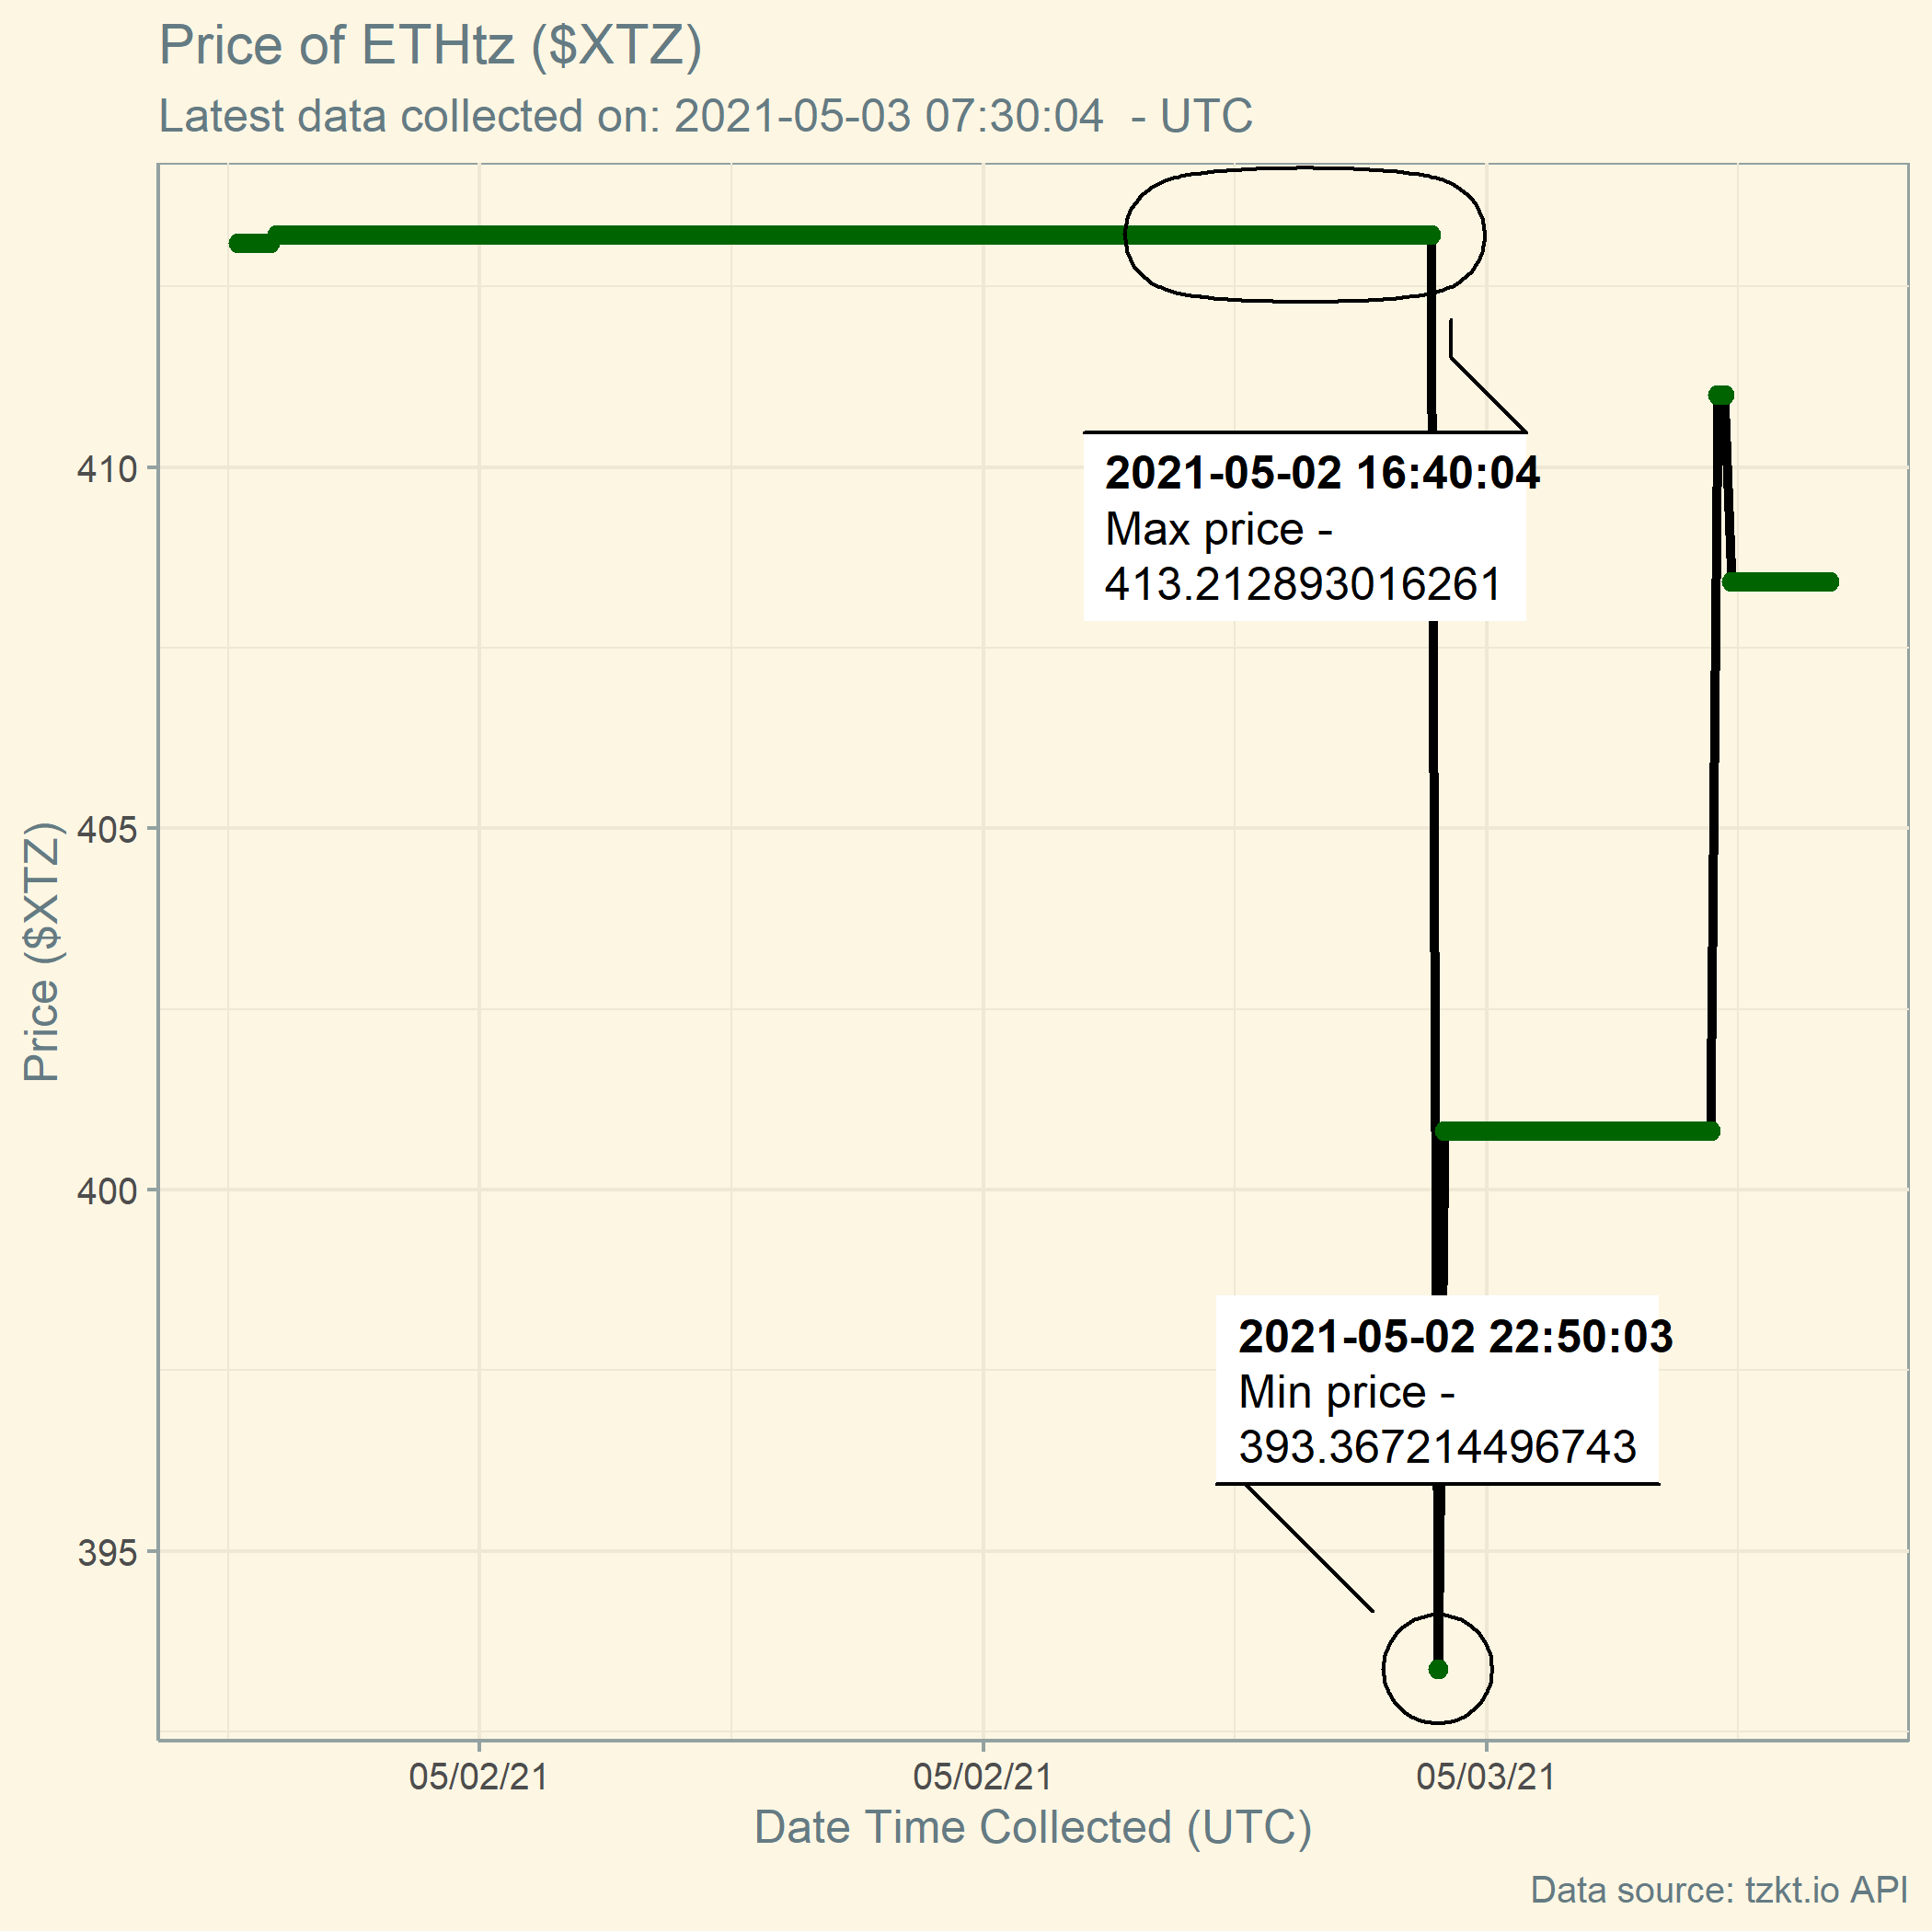 Price of ETHtz ($XTZ)
Latest data collected on: 2021-05-03 07:30:04  - UTC
2021-05-02 16:40:04
Max price -
413.212893016261
410
405
400
395
Price ($XTZ)
2021-05-02 22:50:03
Min price -
393.367214496743
05/02/21
05/02/21
05/03/21
Date Time Collected (UTC)
Data source: tzkt.io API